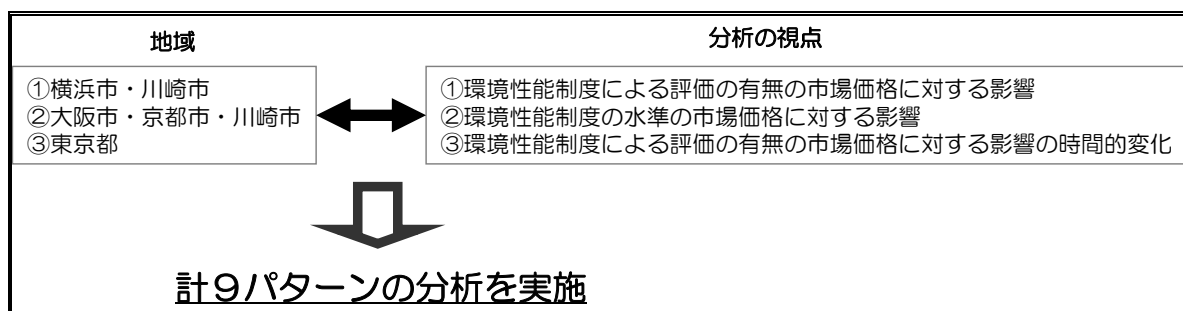 地域
分析の視点
①横浜市・川崎市
②大阪市・京都市・川崎市
③東京都
①環境性能制度による評価の有無の市場価格に対する影響
②環境性能制度の水準の市場価格に対する影響
③環境性能制度による評価の有無の市場価格に対する影響の時間的変化
計9パターンの分析を実施